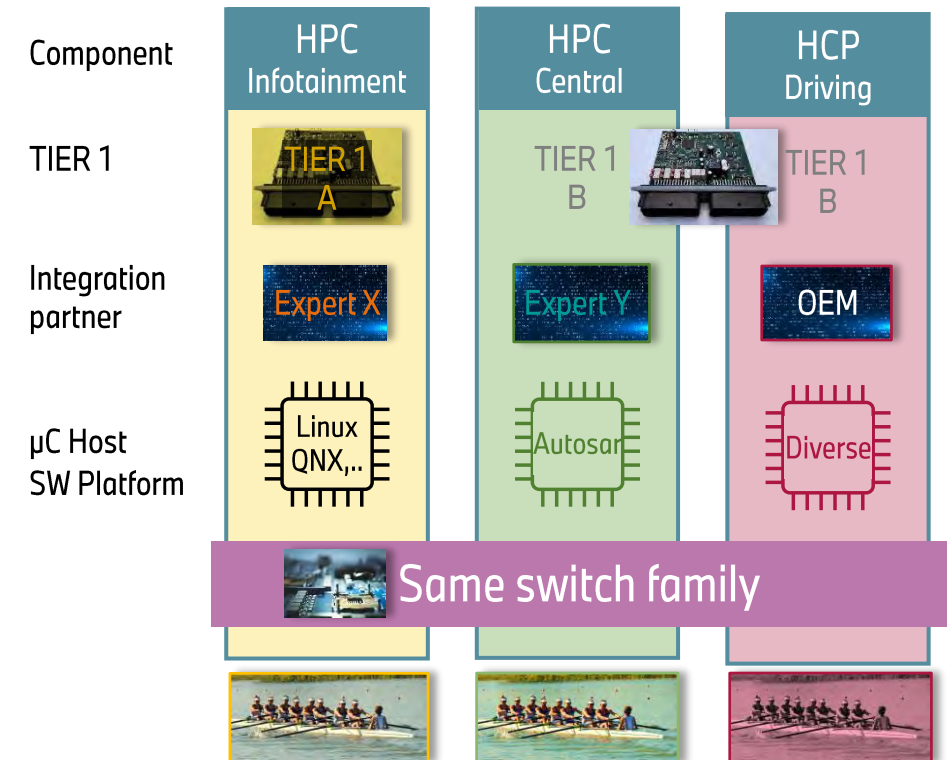 Component
HPC
Infotainment
HPC
Central
HCP
Driving
TIER 1
TIER 1
A
TIER 1
B
TIER 1
B
Integration
partner
Expert X
Expert Y
OEM
µC Host
SW Platform
Linux
QNX,..
Autosar
Diverse
Same switch family